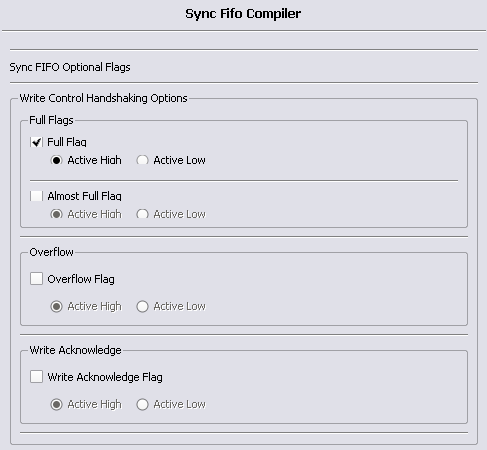 Sync Fifo Compiler
Sync FIFO Optional Flags
Write Control Handshaking Options
Full Flags
Full Flag
Active High Active Low
Almost Full Flag
Active High Active Low
Overflow
Overflow Flag
Active High Active Low
Write Acknowledge
Write Acknowledge Flag
Active High Active Low